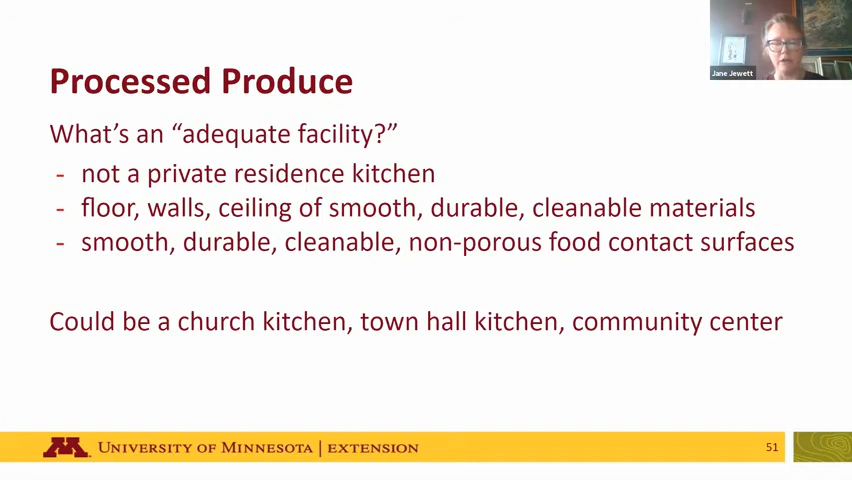 Jane Jewett
Processed Produce
What's an “adequate facility?”
- not a private residence kitchen
- floor, walls, ceiling of smooth, durable, cleanable materials
- smooth, durable, cleanable, non-porous food contact surfaces
Could be a church kitchen, town hall kitchen, community center
M UNIVERSITY OF MINNESOTA | EXTENSION
51